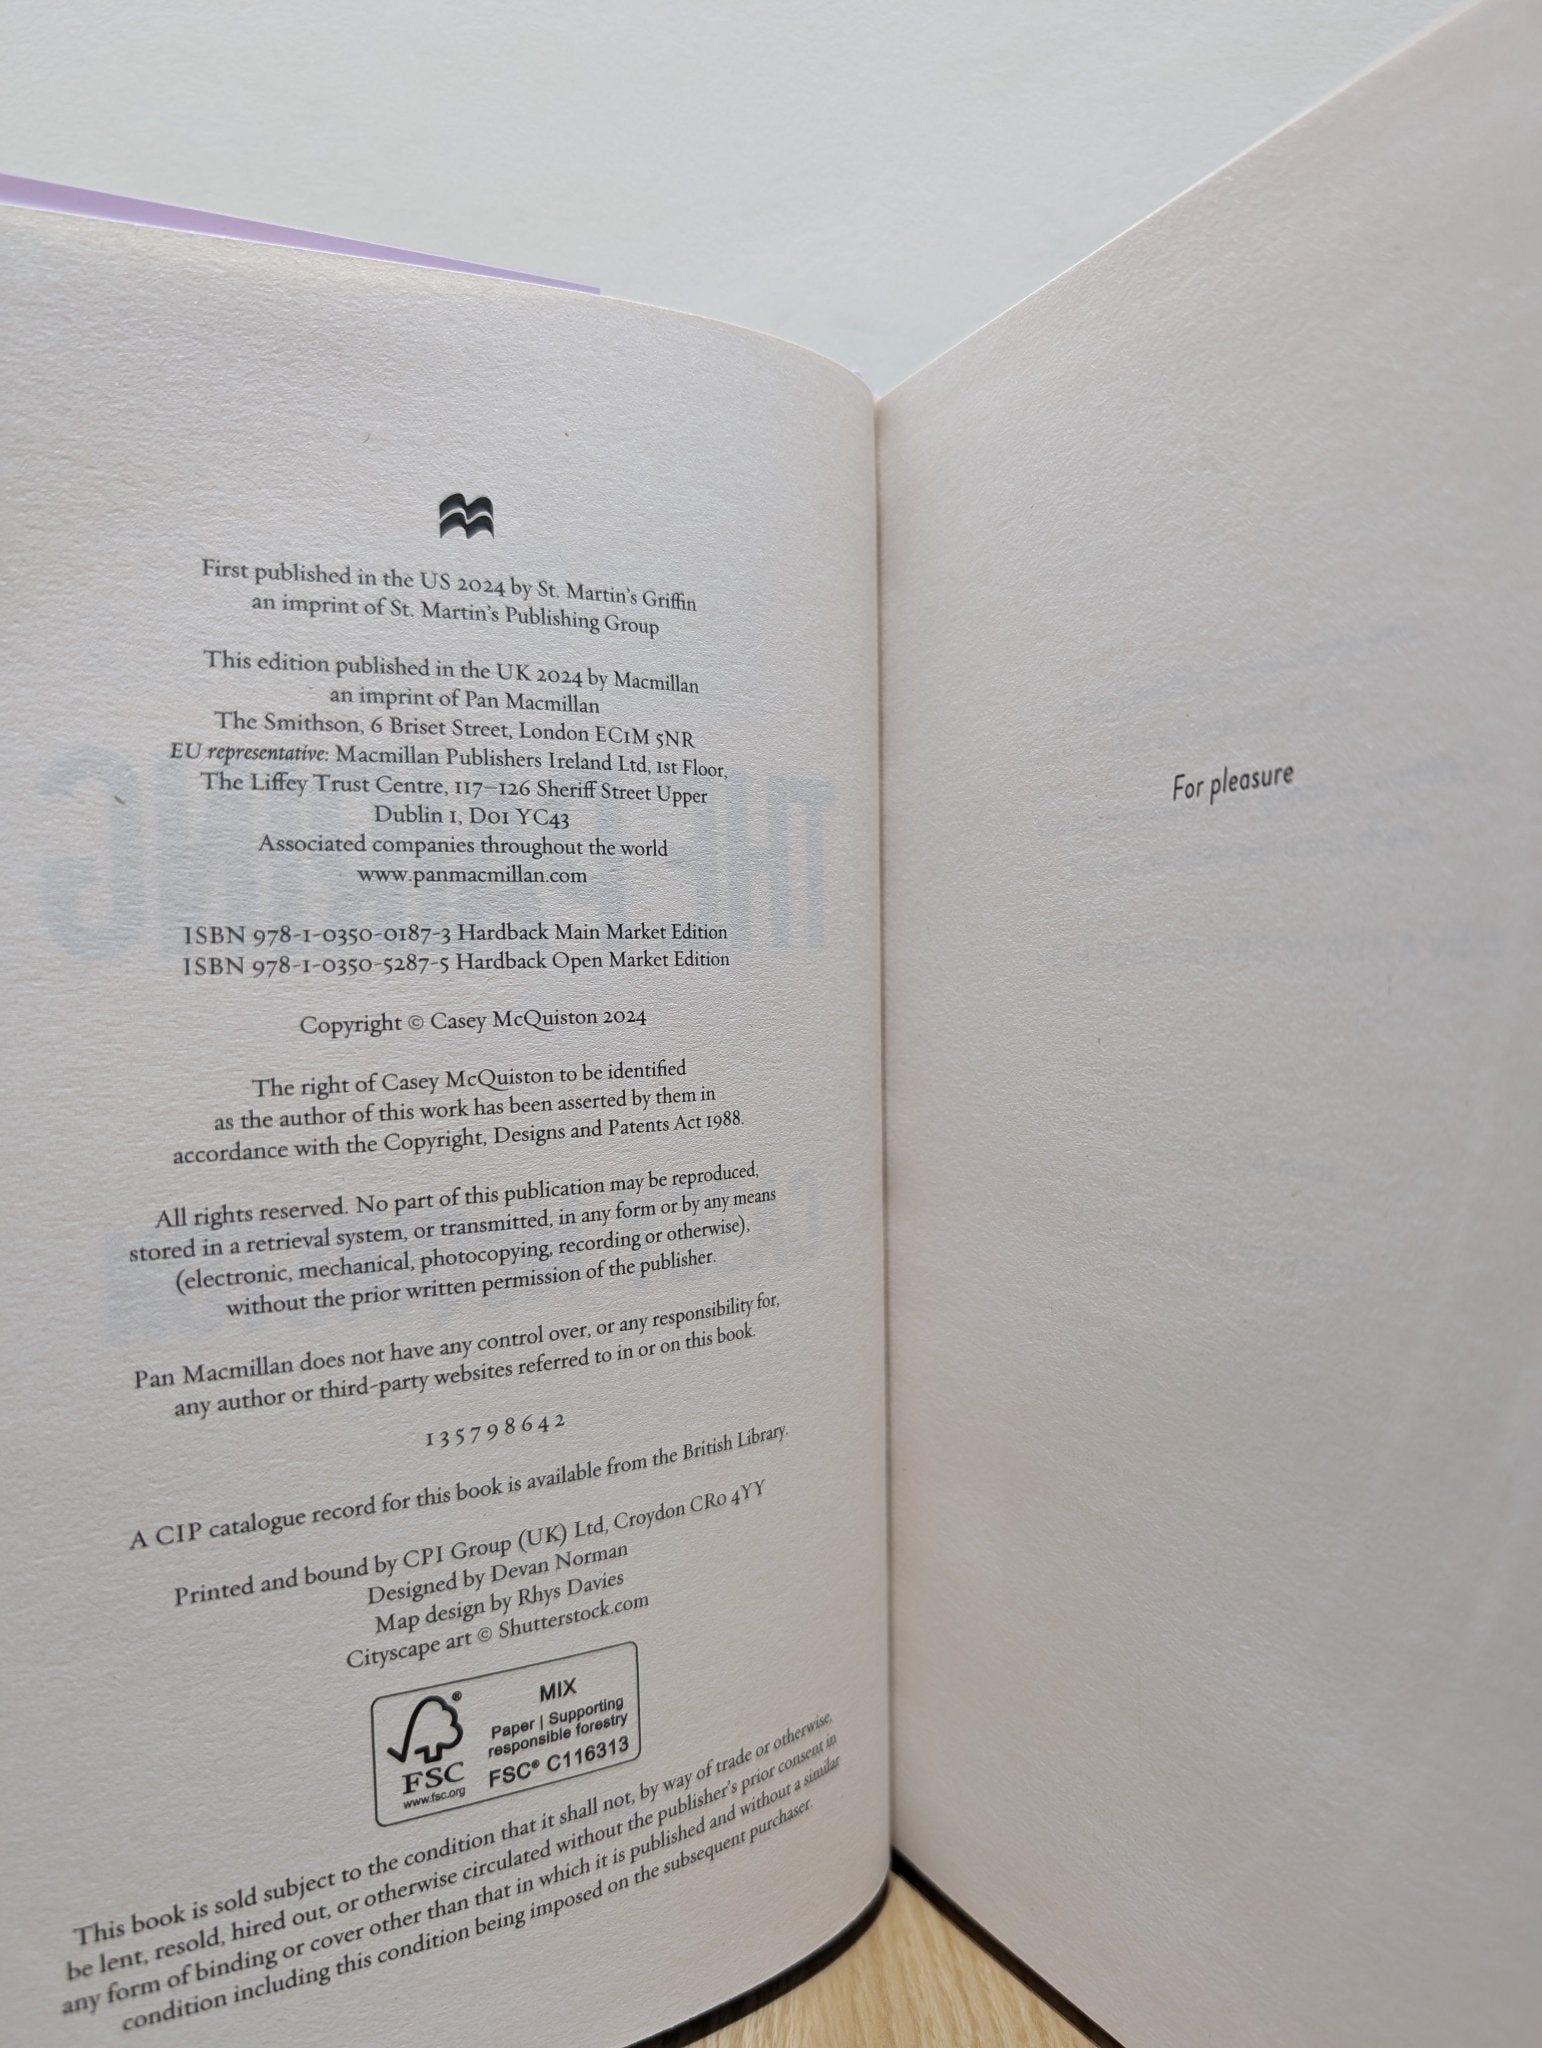 First published in the US 2024 by St. Martin's Griffin
an imprint of St. Martin's Publishing Group
This edition published in the UK 2024 by Macmillan
an imprint of Pan Macmillan
The Smithson, 6 Briset Street, London EC1M 5NR
EU representative: Macmillan Publishers Ireland Ltd, 1st Floor,
The Liffey Trust Centre, 117–126 Sheriff Street Upper
Dublin 1, D01 YC43
Associated companies throughout the world
www.panmacmillan.com
ISBN 978-1-0350-0187-3 Hardback Main Market Edition
ISBN 978-1-0350-5287-5 Hardback Open Market Edition
Copyright © Casey McQuiston 2024
The right of Casey McQuiston to be identified
as the author of this work has been asserted by them in
accordance with the Copyright, Designs and Patents Act 1988.
All rights reserved. No part of this publication may be reproduced,
stored in a retrieval system, or transmitted, in any form or by any means
(electronic, mechanical, photocopying, recording or otherwise),
without the prior written permission of the publisher.
Pan Macmillan does not have any control over, or any responsibility for,
any author or third-party websites referred to in or on this book.
1 3 5 7 9 8 6 4 2
A CIP catalogue record for this book is available from the British Library.
Printed and bound by CPI Group (UK) Ltd, Croydon CR0 4YY
Designed by Devan Norman
Map design by Rhys Davies
Cityscape art © Shutterstock.com
MIX
Paper | Supporting
responsible forestry
FSC® C116313
FSC
www.fsc.org
This book is sold subject to the condition that it shall not, by way of trade or otherwise,
be lent, resold, hired out, or otherwise circulated without the publisher's prior consent in
any form of binding or cover other than that in which it is published and without a similar
condition including this condition being imposed on the subsequent purchaser.
For pleasure